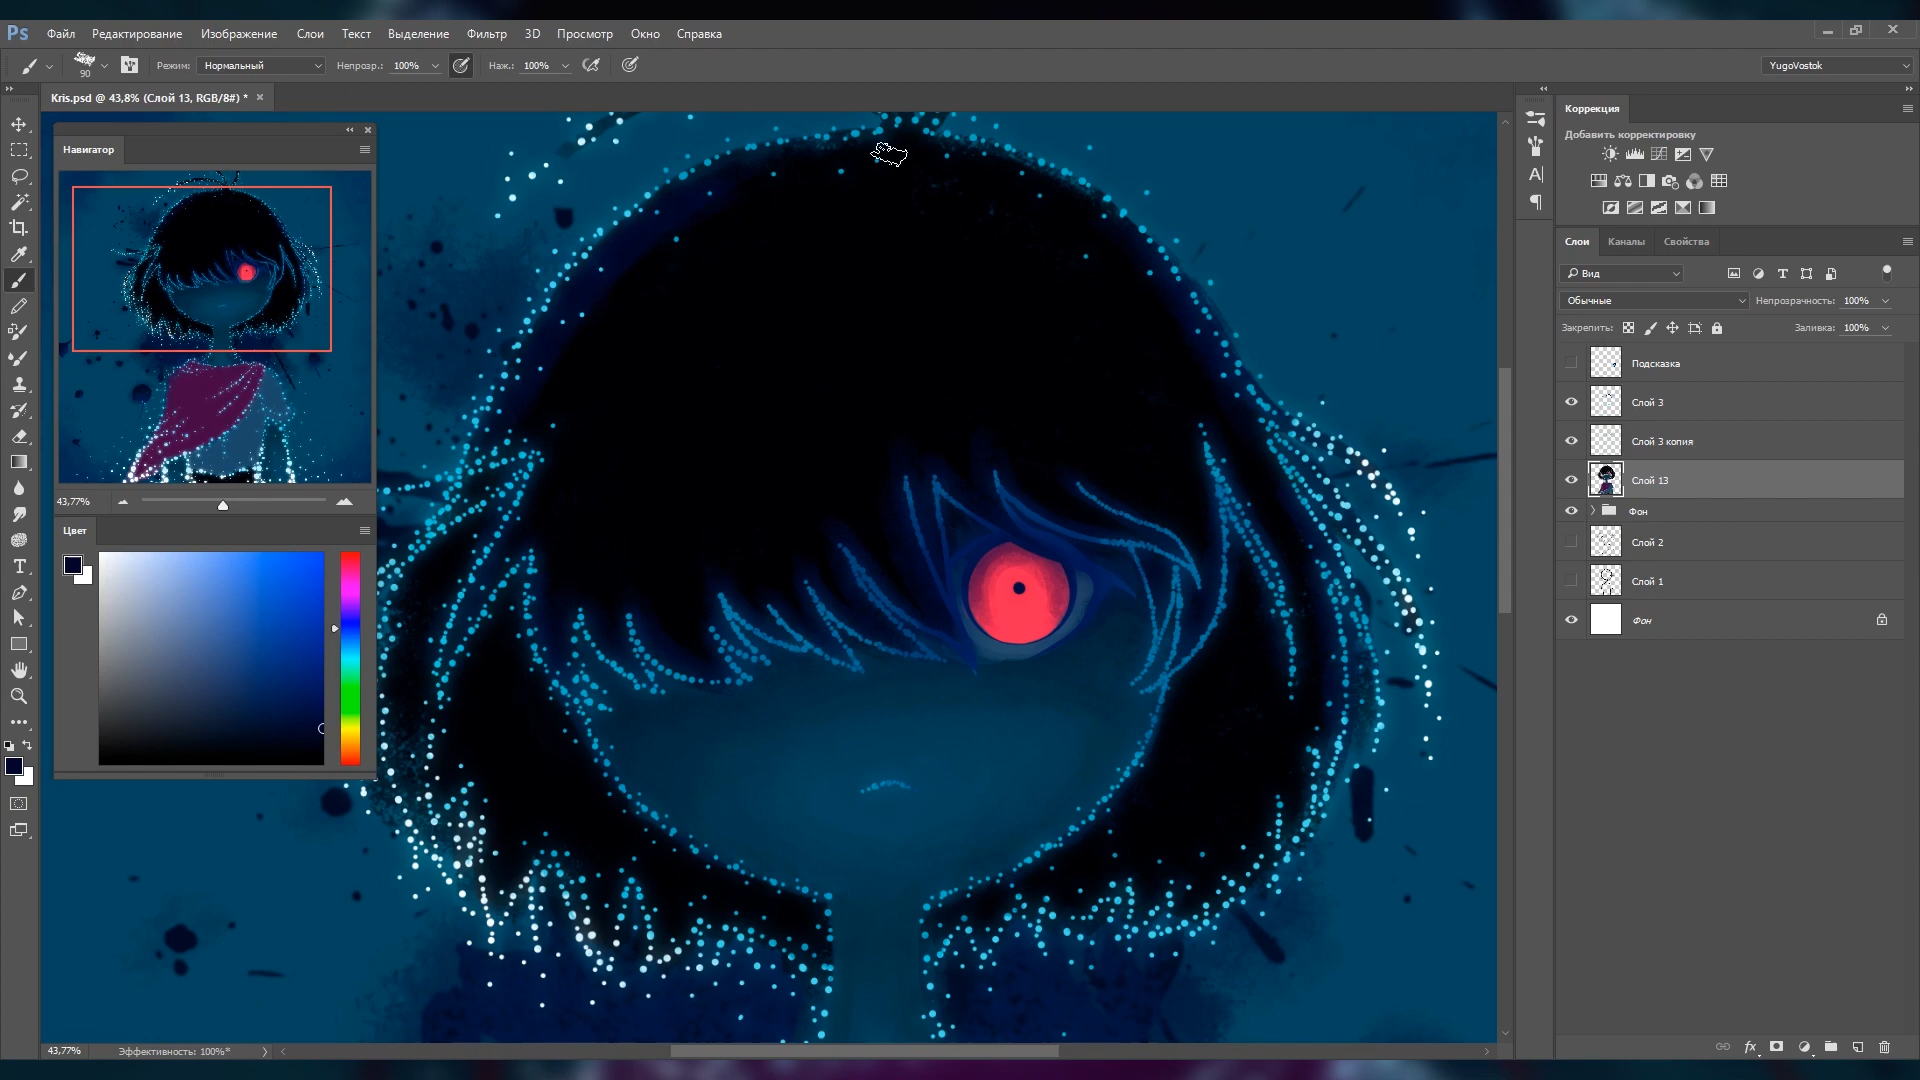 Ps Файл Редактирование Изображение Слои Текст Выделение Фильтр 3D Просмотр Окно Справка
90 Режим: Нормальный Непрозр.: 100% Наж.: 100% YugoVostok
Kris.psd @ 43,8% (Слой 13, RGB/8#) *
Навигатор
43,77%
Цвет
43,77% Эффективность: 100%*
Коррекция
Добавить корректировку
Слои Каналы Свойства
Вид
Обычные Непрозрачность: 100%
Закрепить: Заливка: 100%
Подсказка
Слой 3
Слой 3 копия
Слой 13
Фон
Слой 2
Слой 1
Фон